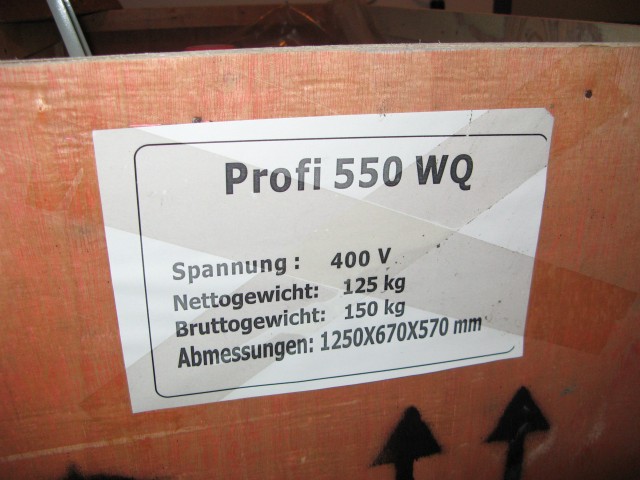 Profi 550 WQ
Spannung : 400 V
Nettogewicht: 125 kg
Bruttogewicht: 150 kg
Abmessungen: 1250X670X570 mm